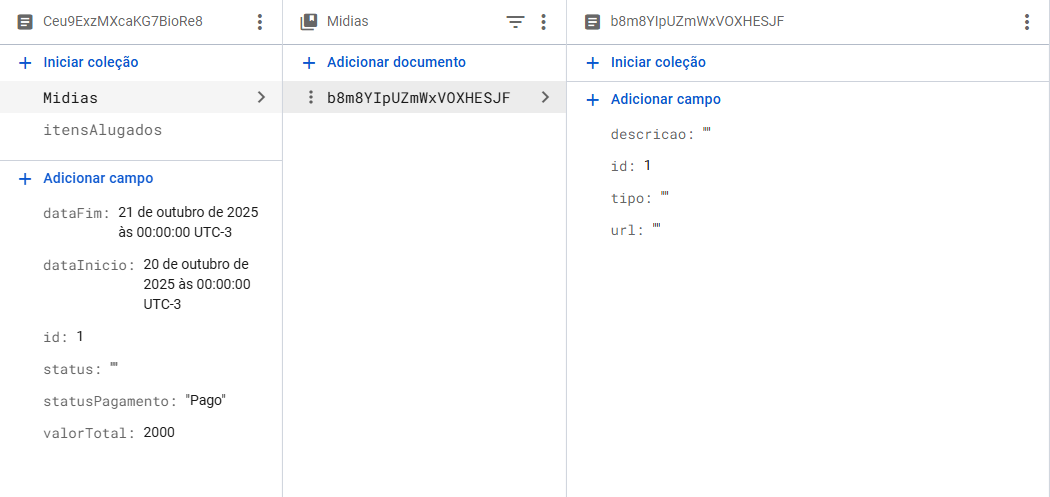 Ceu9ExzMXcaKG7BioRe8
Iniciar coleção
Midias
itensAlugados
Adicionar campo
dataFim: 21 de outubro de 2025
às 00:00:00 UTC-3
dataInicio: 20 de outubro de
2025 às 00:00:00
UTC-3
id: 1
status: ""
statusPagamento: "Pago"
valorTotal: 2000
Midias
Adicionar documento
b8m8YIpUZmWxVOXHESJF
b8m8YIpUZmWxVOXHESJF
Iniciar coleção
Adicionar campo
descricao: ""
id: 1
tipo: ""
url: ""